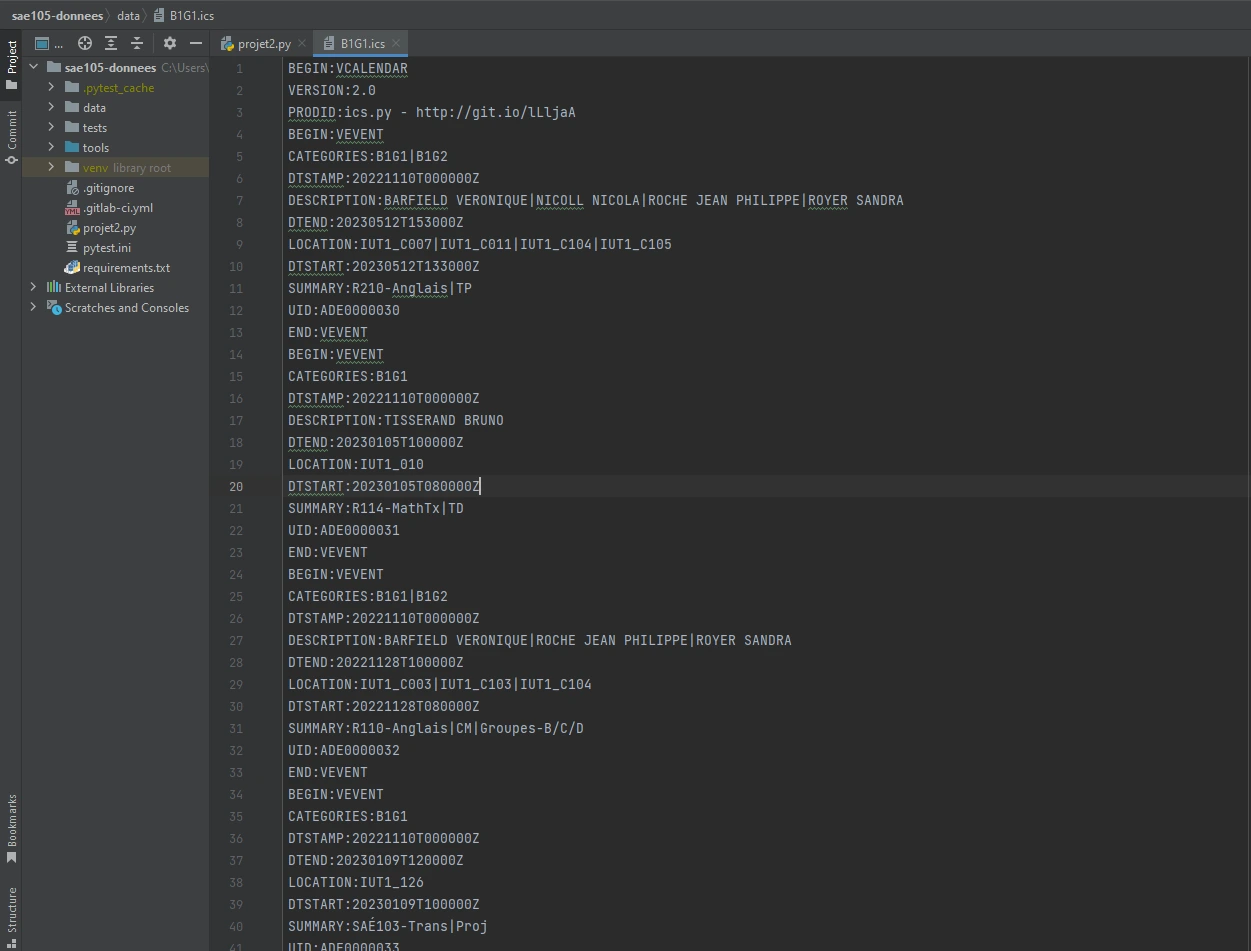 sae105-donnees data B1G1.ics
Project
...
projet2.py
B1G1.ics
sae105-donnees C:\Users\
.pytest_cache
data
tests
tools
venv library root
.gitignore
.gitlab-ci.yml
projet2.py
pytest.ini
requirements.txt
External Libraries
Scratches and Consoles
Commit
Bookmarks
Structure
1 BEGIN:VCALENDAR
2 VERSION:2.0
3 PRODID:ics.py - http://git.io/lLljaA
4 BEGIN:VEVENT
5 CATEGORIES:B1G1|B1G2
6 DTSTAMP:20221110T000000Z
7 DESCRIPTION:BARFIELD VERONIQUE|NICOLL NICOLA|ROCHE JEAN PHILIPPE|ROYER SANDRA
8 DTEND:20230512T153000Z
9 LOCATION:IUT1_C007|IUT1_C011|IUT1_C104|IUT1_C105
10 DTSTART:20230512T133000Z
11 SUMMARY:R210-Anglais|TP
12 UID:ADE0000030
13 END:VEVENT
14 BEGIN:VEVENT
15 CATEGORIES:B1G1
16 DTSTAMP:20221110T000000Z
17 DESCRIPTION:TISSERAND BRUNO
18 DTEND:20230105T100000Z
19 LOCATION:IUT1_010
20 DTSTART:20230105T080000Z
21 SUMMARY:R114-MathTx|TD
22 UID:ADE0000031
23 END:VEVENT
24 BEGIN:VEVENT
25 CATEGORIES:B1G1|B1G2
26 DTSTAMP:20221110T000000Z
27 DESCRIPTION:BARFIELD VERONIQUE|ROCHE JEAN PHILIPPE|ROYER SANDRA
28 DTEND:20221128T100000Z
29 LOCATION:IUT1_C003|IUT1_C103|IUT1_C104
30 DTSTART:20221128T080000Z
31 SUMMARY:R110-Anglais|CM|Groupes-B/C/D
32 UID:ADE0000032
33 END:VEVENT
34 BEGIN:VEVENT
35 CATEGORIES:B1G1
36 DTSTAMP:20221110T000000Z
37 DTEND:20230109T120000Z
38 LOCATION:IUT1_126
39 DTSTART:20230109T100000Z
40 SUMMARY:SAÉ103-Trans|Proj
41 UID:ADE0000033